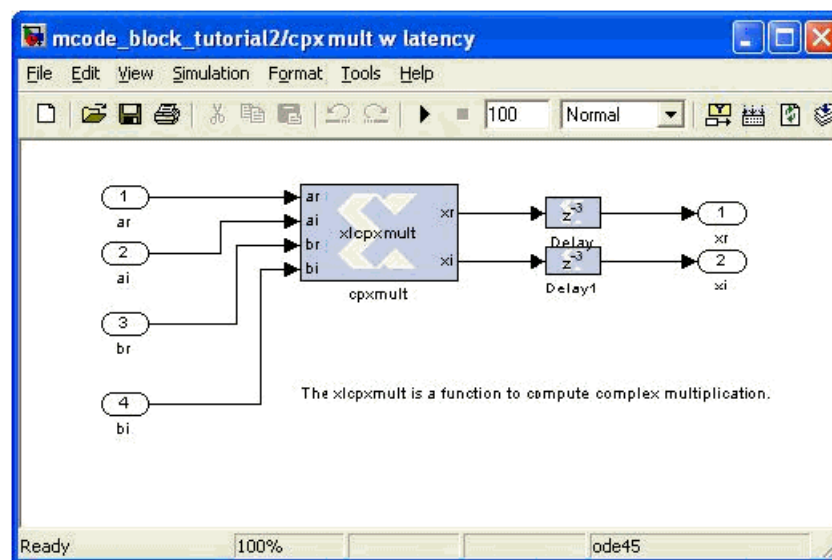 mcode_block_tutorial2/cpxmult w latency
File Edit View Simulation Format Tools Help
100 Normal
1
ar
2
ai
3
br
4
bi
ar
ai
br
bi
xlcpxmult
xr
xi
cpxmult
z-3
Delay
z-3
Delay1
1
xr
2
xi
The xlcpxmult is a function to compute complex multiplication.
Ready 100% ode45